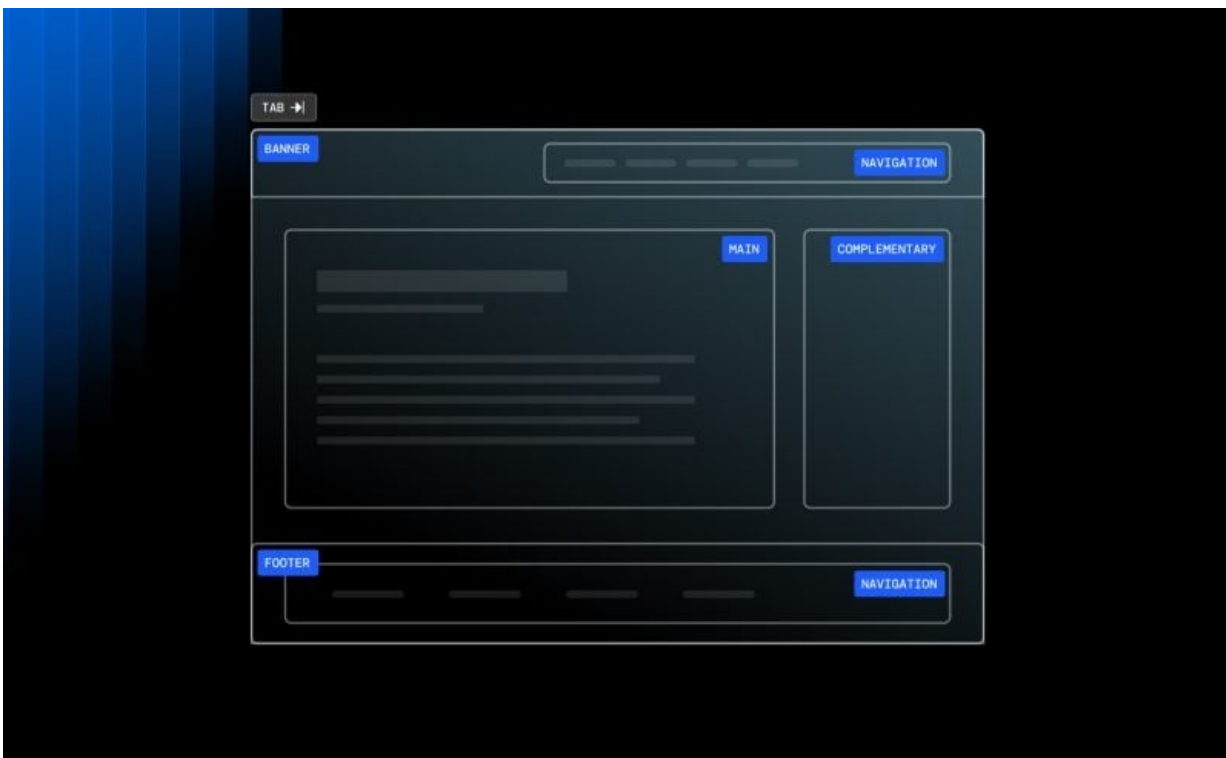 TAB
BANNER
NAVIGATION
MAIN
COMPLEMENTARY
FOOTER
NAVIGATION